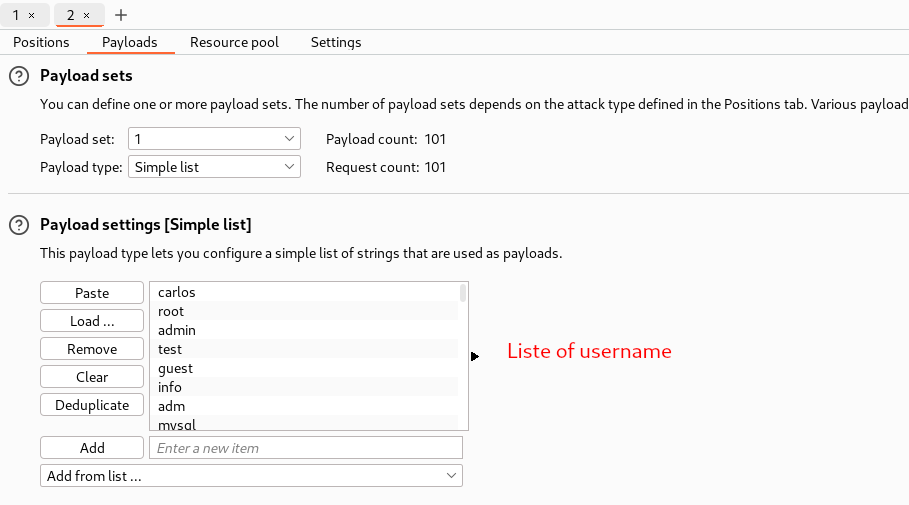 1 × 2 × +
Positions Payloads Resource pool Settings
? Payload sets
You can define one or more payload sets. The number of payload sets depends on the attack type defined in the Positions tab. Various payload
Payload set: 1 Payload count: 101
Payload type: Simple list Request count: 101
? Payload settings [Simple list]
This payload type lets you configure a simple list of strings that are used as payloads.
Paste
Load ...
Remove
Clear
Deduplicate
carlos
root
admin
test
guest
info
adm
mysql
Liste of username
Add Enter a new item
Add from list ...